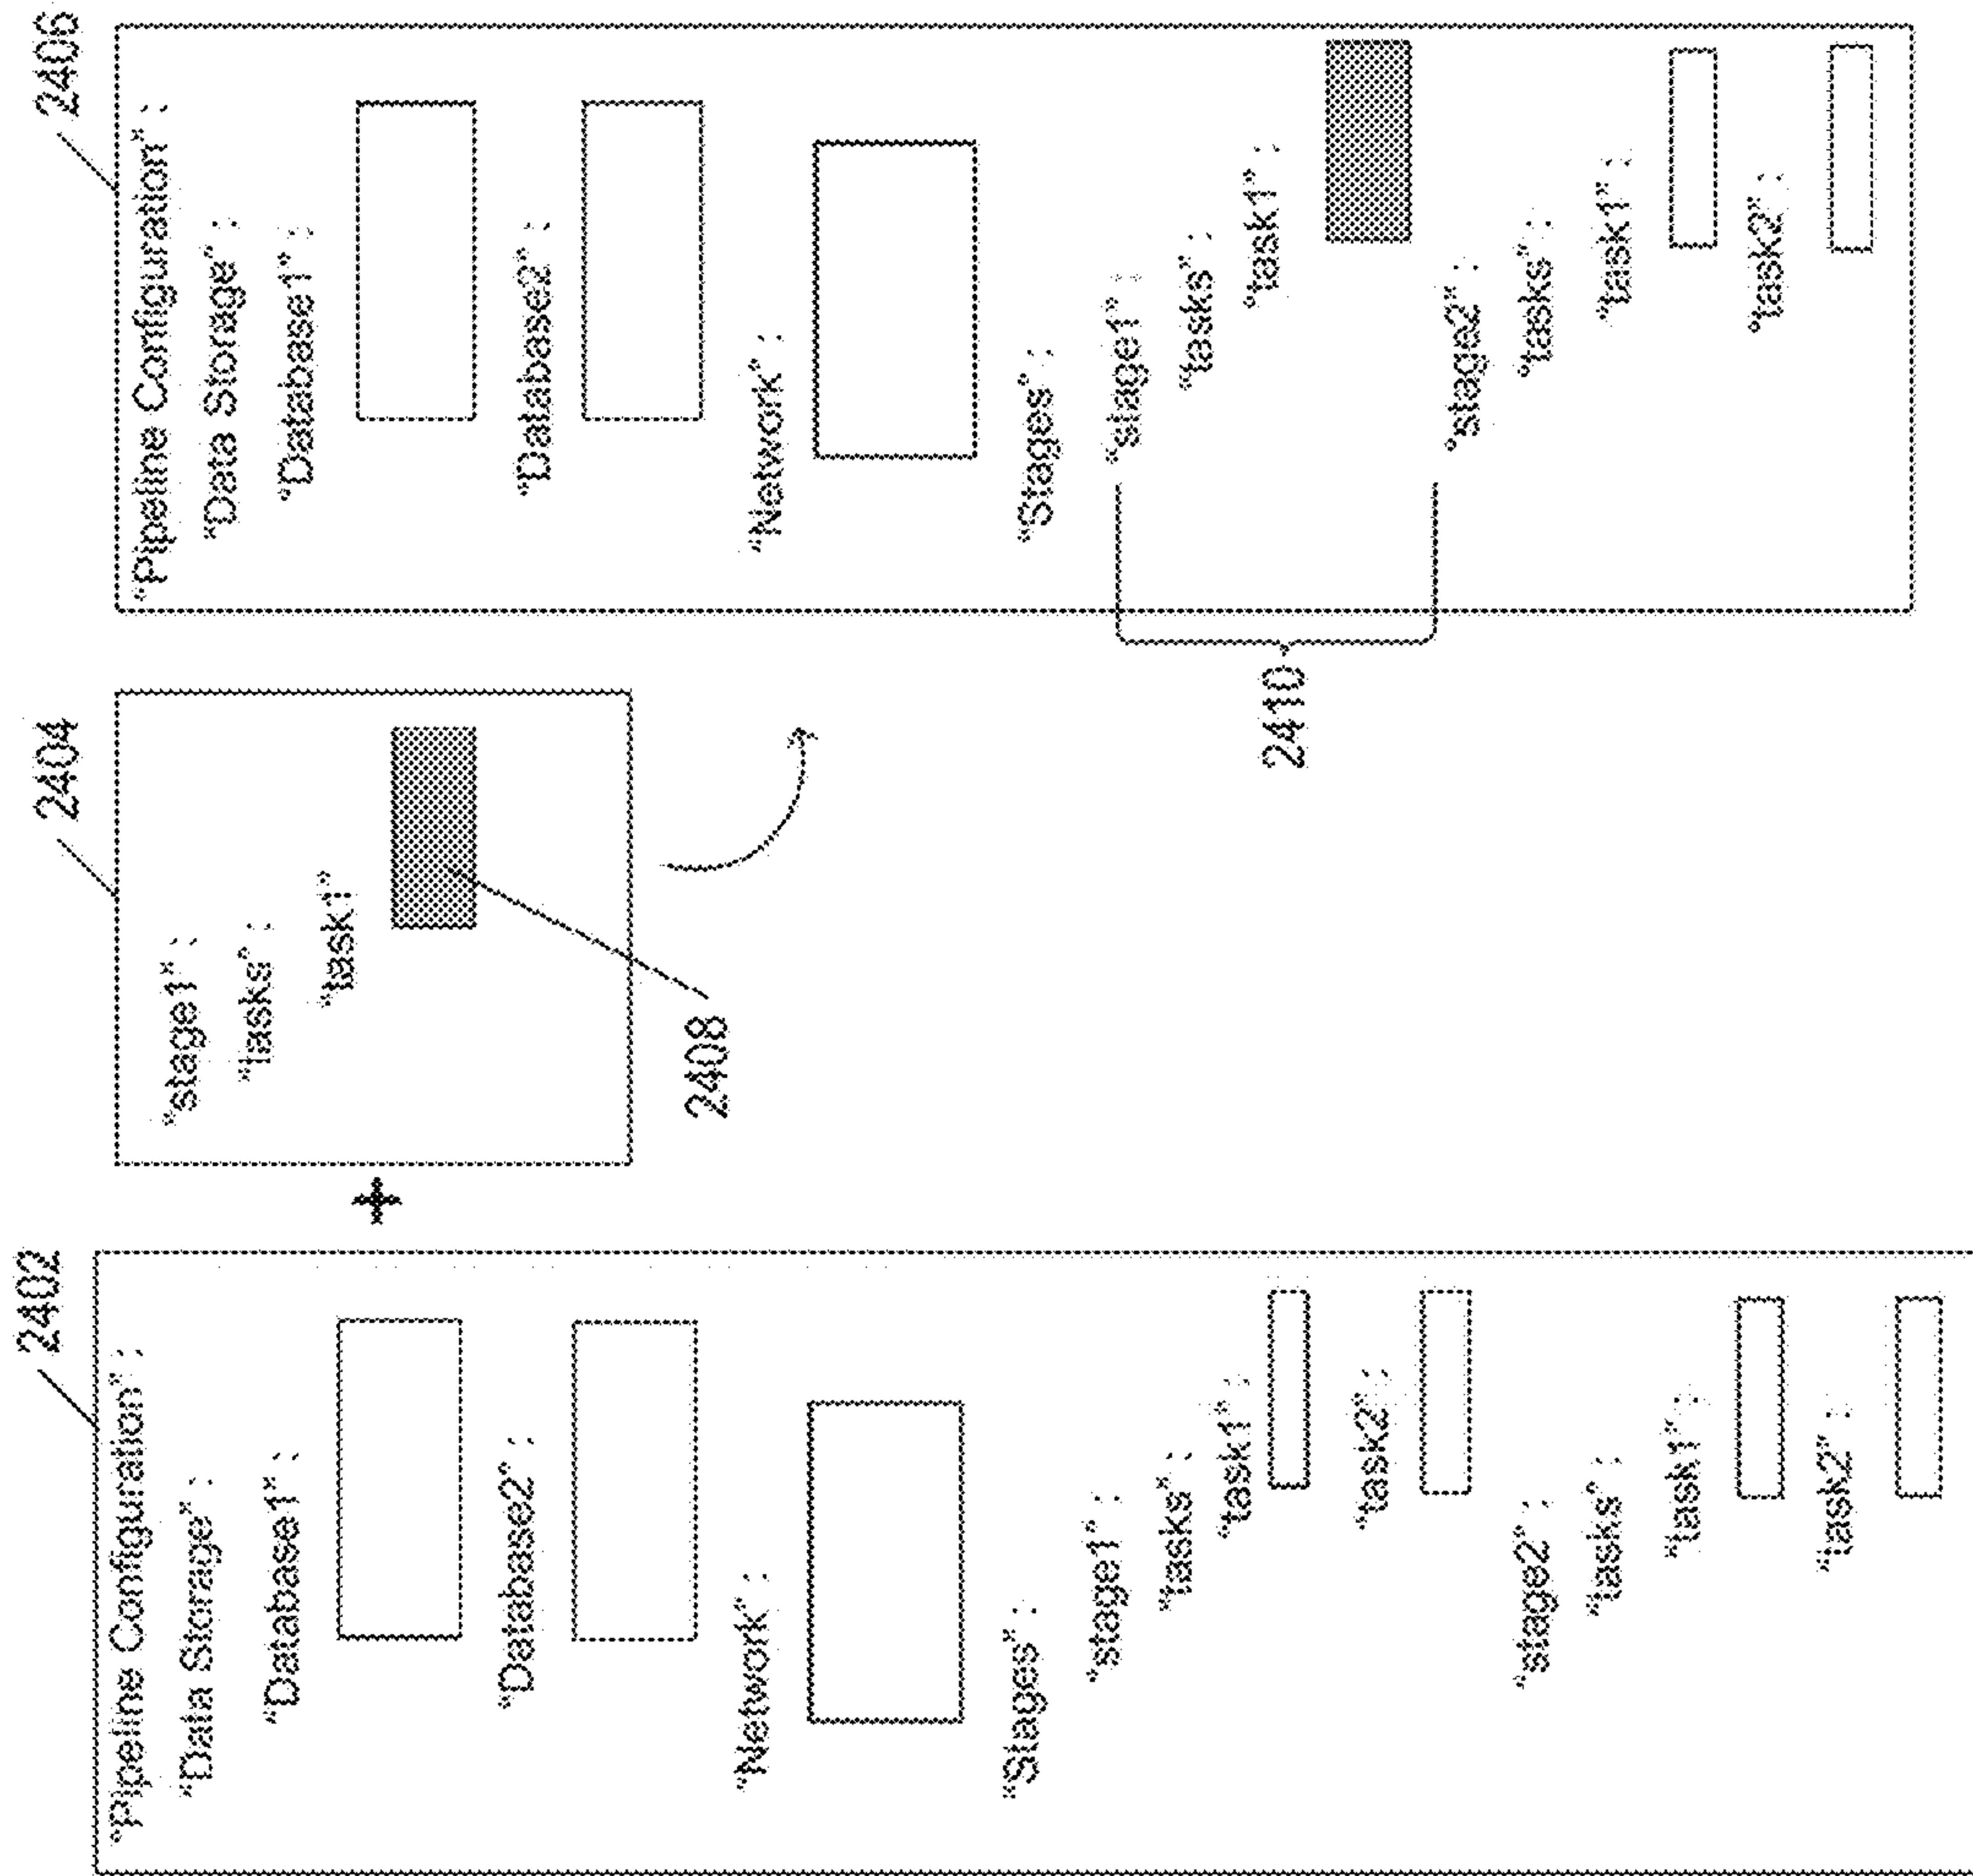 2402
"Pipeline Configuration" :
"Data Storage" :
"Database1" :
"Database2" :
"Network" :
"Stages" :
"stage1" :
"tasks" :
"task1" :
"task2" :
"stage2" :
"tasks" :
"task1" :
"task2" :
+
2404
"stage1" :
"tasks" :
"task1"
2408
2406
"Pipeline Configuration" :
"Data Storage" :
"Database1" :
"Database2" :
"Network" :
"Stages" :
"stage1" :
"tasks" :
"task1" :
"stage2" :
"tasks" :
"task1" :
"task2" :
2410